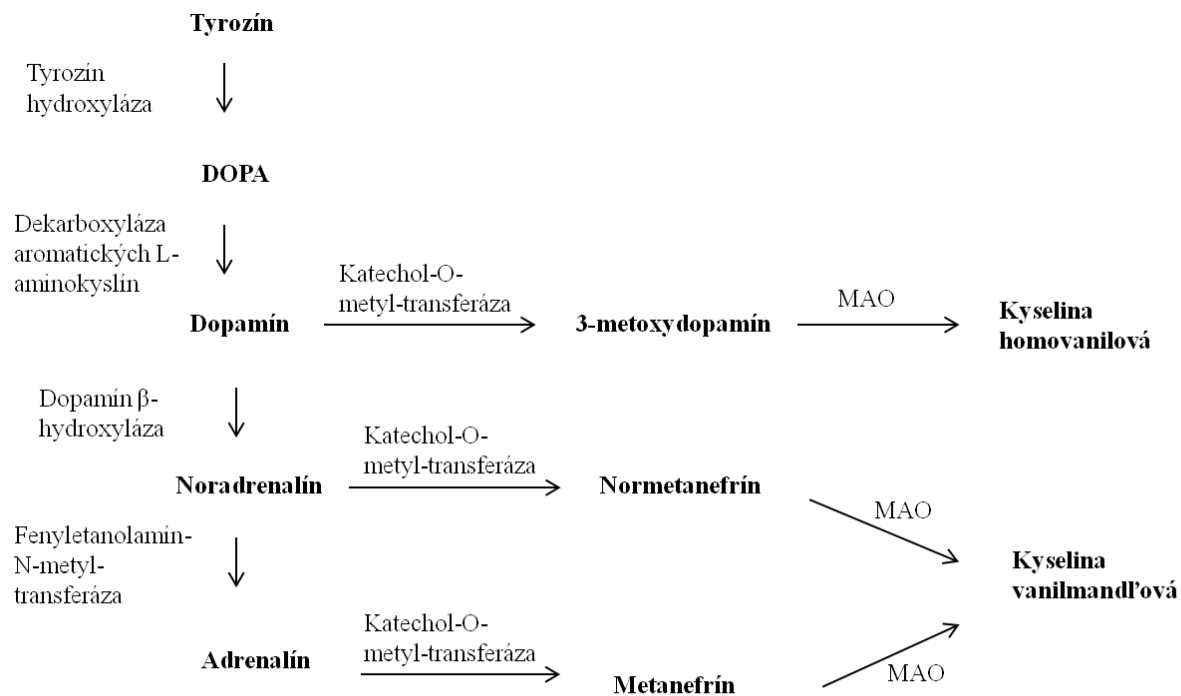 Tyrozín
Tyrozín
hydroxyláza
DOPA
Dekarboxyláza
aromatických L-
aminokyslín
Katechol-O-
metyl-transferáza
MAO
Dopamín
3-metoxydopamín
Kyselina
homovanilová
Dopamín β-
hydroxyláza
Katechol-O-
metyl-transferáza
Noradrenalín
Normetanefrín
MAO
Fenyletanolamín-
N-metyl-
transferáza
Kyselina
vanilmandľová
Katechol-O-
metyl-transferáza
Adrenalín
Metanefrín
MAO